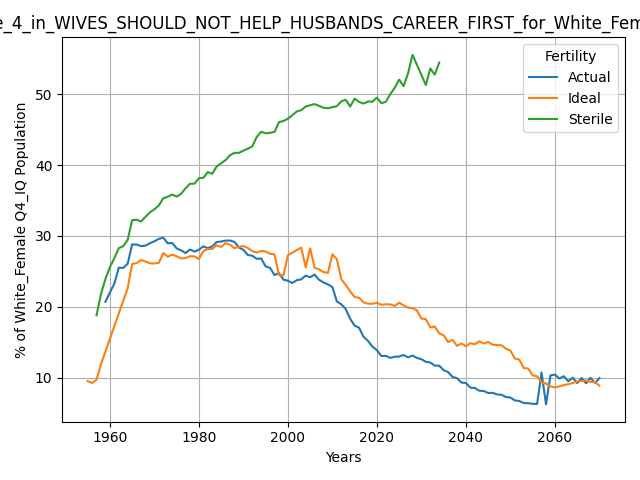 e_4_in_WIVES_SHOULD_NOT_HELP_HUSBANDS_CAREER_FIRST_for_White_Fem
Fertility
Actual
Ideal
Sterile
% of White_Female Q4_IQ Population
50
40
30
20
10
1960 1980 2000 2020 2040 2060
Years